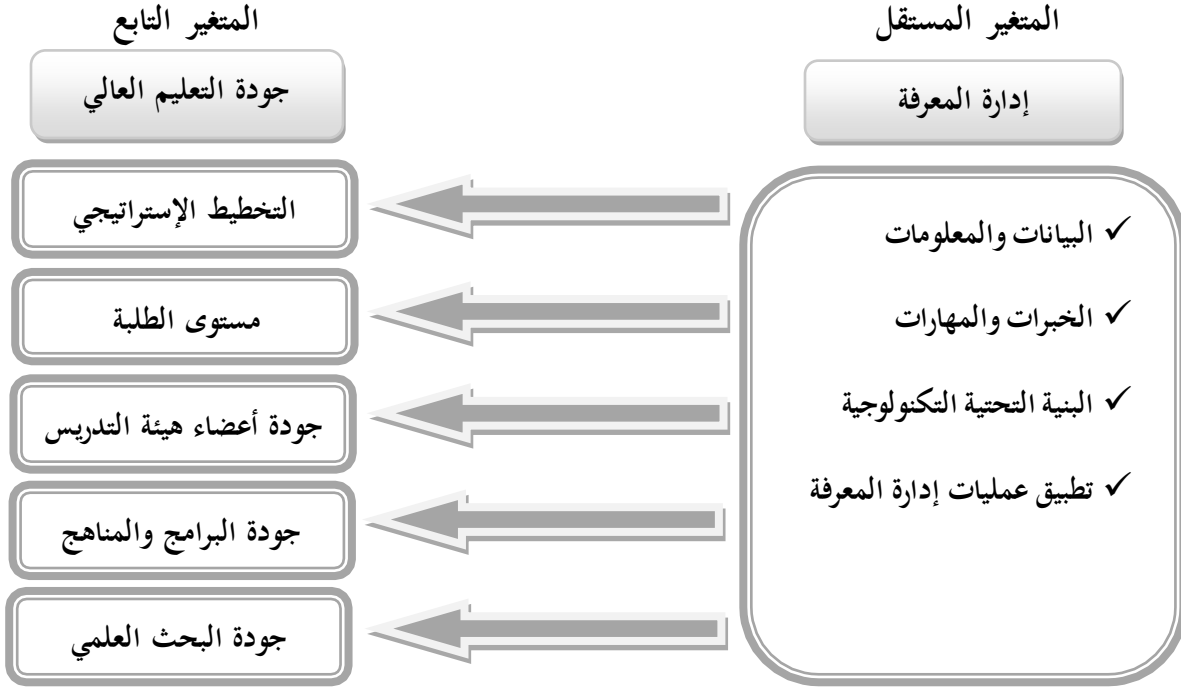 المتغير المستقل
إدارة المعرفة
✓ البيانات والمعلومات
✓ الخبرات والمهارات
✓ البنية التحتية التكنولوجية
✓ تطبيق عمليات إدارة المعرفة
المتغير التابع
جودة التعليم العالي
التخطيط الإستراتيجي
مستوى الطلبة
جودة أعضاء هيئة التدريس
جودة البرامج والمناهج
جودة البحث العلمي